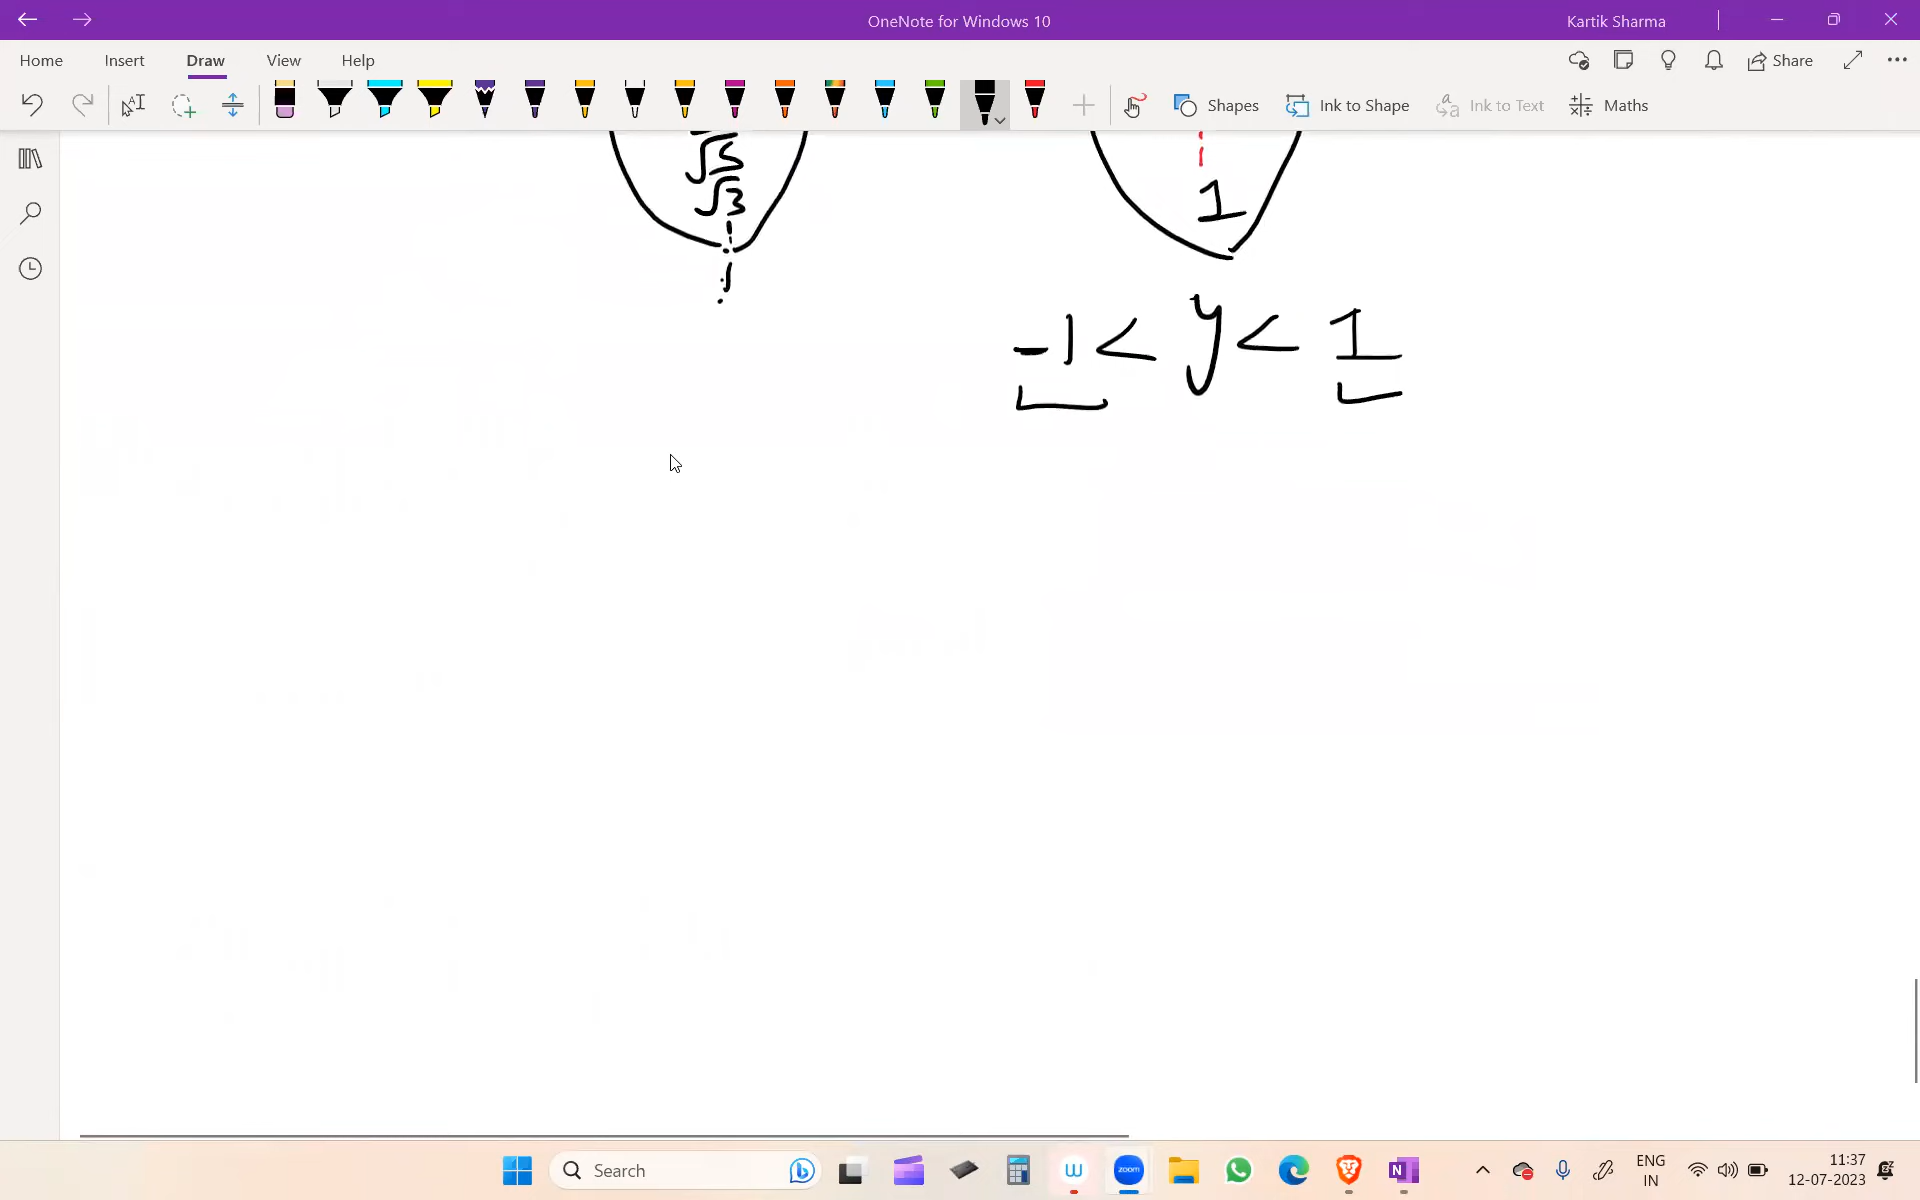 OneNote for Windows 10
Kartik Sharma
Home Insert Draw View Help
Share
Shapes Ink to Shape Ink to Text Maths
√5
√3
1
-1 < y < 1
Search
zoom
ENG
IN
11:37
12-07-2023